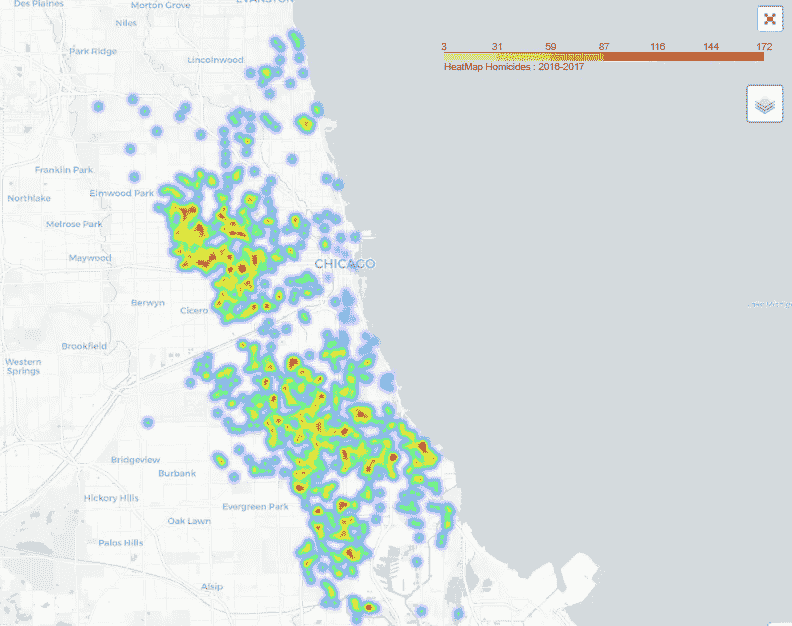 EVANSTON
Des Plaines
Morton Grove
Niles
Park Ridge
Lincolnwood
3 31 59 87 116 144 172
HeatMap Homicides : 2016-2017
Franklin Park
Elmwood Park
Northlake
Melrose Park
Maywood
CHICAGO
Berwyn
Cicero
Brookfield
Western
Springs
Bridgeview
Burbank
Hickory Hills
Evergreen Park
Oak Lawn
Palos Hills
Alsip